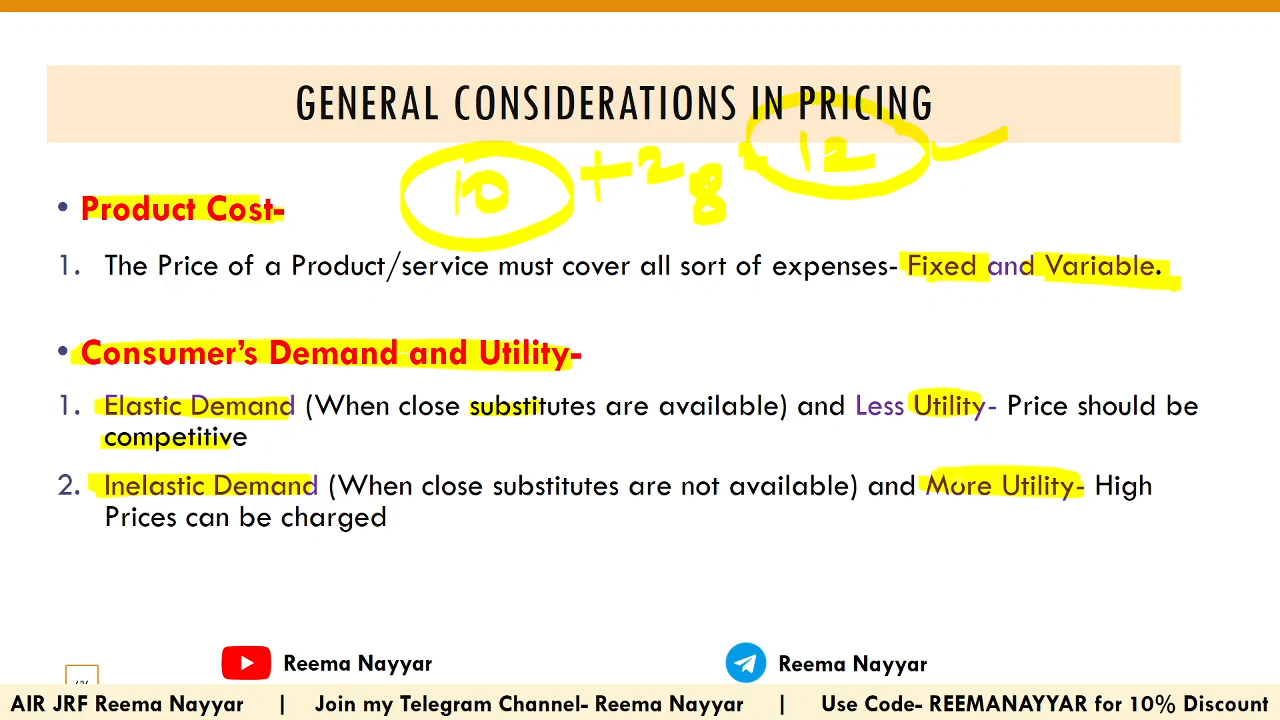 GENERAL CONSIDERATIONS IN PRICING
10 + 2 8 - 12
• Product Cost-
1. The Price of a Product/service must cover all sort of expenses- Fixed and Variable.
• Consumer's Demand and Utility-
1. Elastic Demand (When close substitutes are available) and Less Utility- Price should be
competitive
2. Inelastic Demand (When close substitutes are not available) and More Utility- High
Prices can be charged
Reema Nayyar
Reema Nayyar
AIR JRF Reema Nayyar | Join my Telegram Channel- Reema Nayyar | Use Code- REEMANAYYAR for 10% Discount